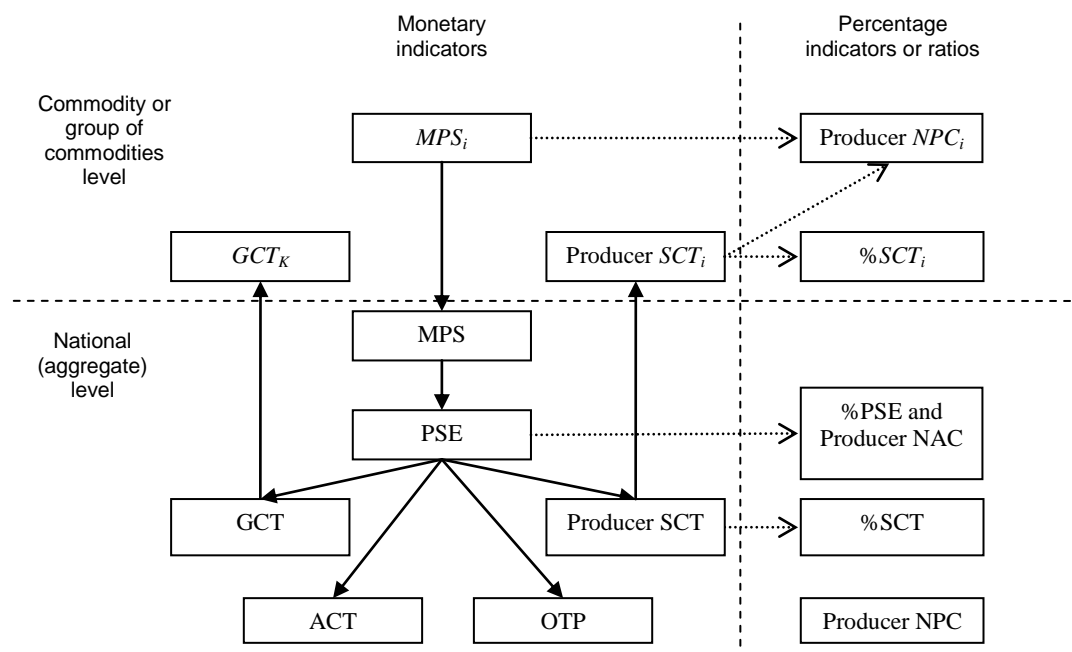 Monetary
indicators
Percentage
indicators or ratios
Commodity or
group of
commodities
level
MPSi
Producer NPCi
GCTK
Producer SCTi
%SCTi
National
(aggregate)
level
MPS
PSE
%PSE and
Producer NAC
GCT
Producer SCT
%SCT
ACT
OTP
Producer NPC